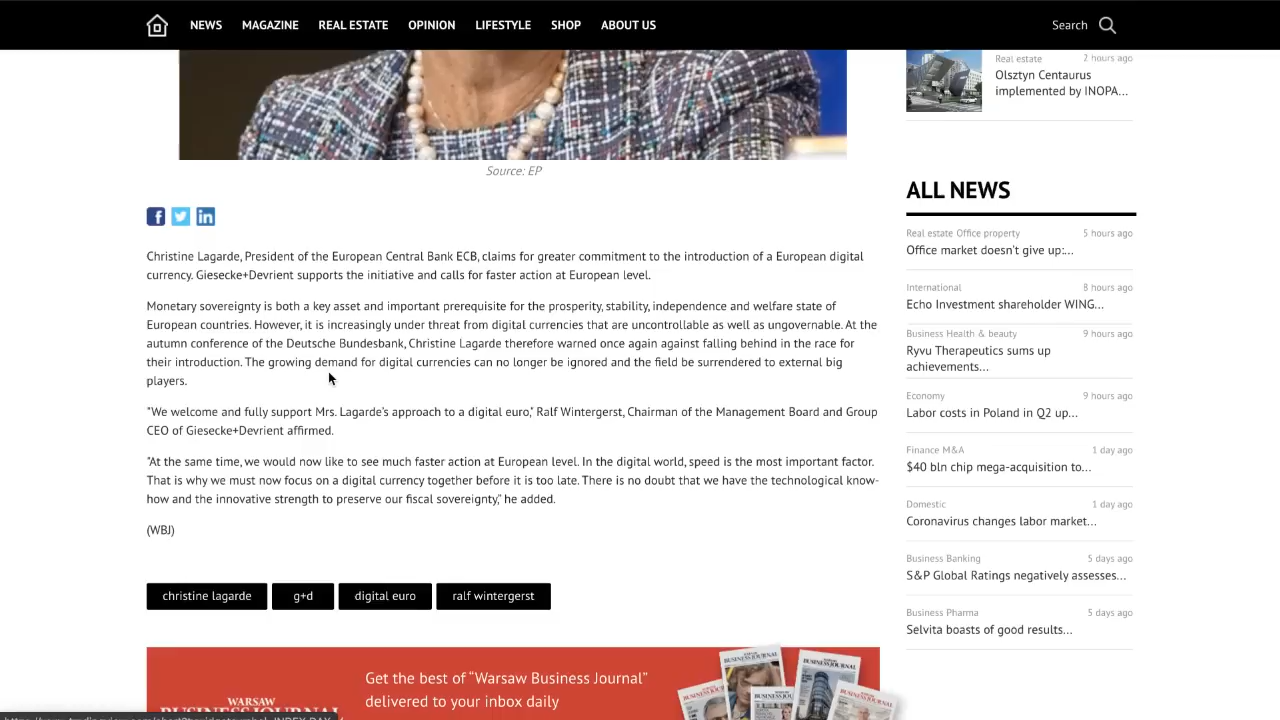 NEWS MAGAZINE REAL ESTATE OPINION LIFESTYLE SHOP ABOUT US Search
Source: EP
Christine Lagarde, President of the European Central Bank ECB, claims for greater commitment to the introduction of a European digital
currency. Giesecke+Devrient supports the initiative and calls for faster action at European level.
Monetary sovereignty is both a key asset and important prerequisite for the prosperity, stability, independence and welfare state of
European countries. However, it is increasingly under threat from digital currencies that are uncontrollable as well as ungovernable. At the
autumn conference of the Deutsche Bundesbank, Christine Lagarde therefore warned once again against falling behind in the race for
their introduction. The growing demand for digital currencies can no longer be ignored and the field be surrendered to external big
players.
"We welcome and fully support Mrs. Lagarde's approach to a digital euro," Ralf Wintergerst, Chairman of the Management Board and Group
CEO of Giesecke+Devrient affirmed.
"At the same time, we would now like to see much faster action at European level. In the digital world, speed is the most important factor.
That is why we must now focus on a digital currency together before it is too late. There is no doubt that we have the technological know-
how and the innovative strength to preserve our fiscal sovereignty," he added.
(WBJ)
christine lagarde g+d digital euro ralf wintergerst
Get the best of “Warsaw Business Journal”
delivered to your inbox daily
WARSAW
BUSINESS JOURNAL
Real estate 2 hours ago
Olsztyn Centaurus
implemented by INOPA...
ALL NEWS
Real estate Office property 5 hours ago
Office market doesn't give up:...
International 8 hours ago
Echo Investment shareholder WING...
Business Health & beauty 9 hours ago
Ryvu Therapeutics sums up
achievements...
Economy 9 hours ago
Labor costs in Poland in Q2 up...
Finance M&A 1 day ago
$40 bln chip mega-acquisition to...
Domestic 1 day ago
Coronavirus changes labor market...
Business Banking 5 days ago
S&P Global Ratings negatively assesses...
Business Pharma 5 days ago
Selvita boasts of good results...